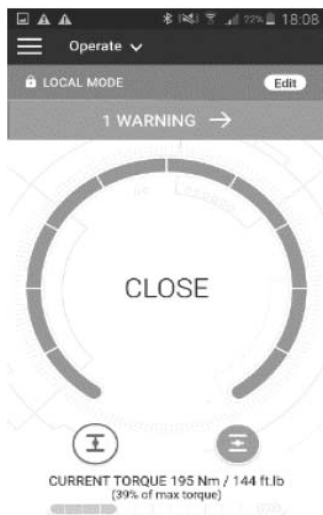 22% 18:08
Operate
LOCAL MODE Edit
1 WARNING →
CLOSE
CURRENT TORQUE 195 Nm / 144 ft.lb
(39% of max torque)